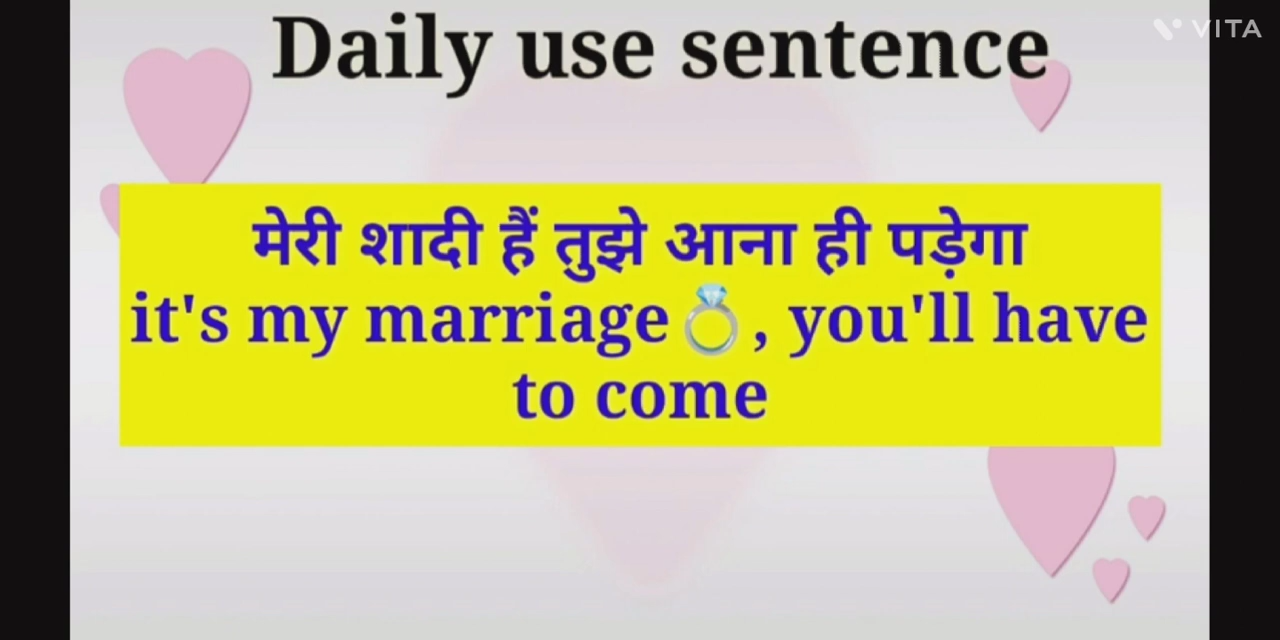 Daily use sentence
VITA
मेरी शादी हैं तुझे आना ही पड़ेगा
it's my marriage💍, you'll have
to come